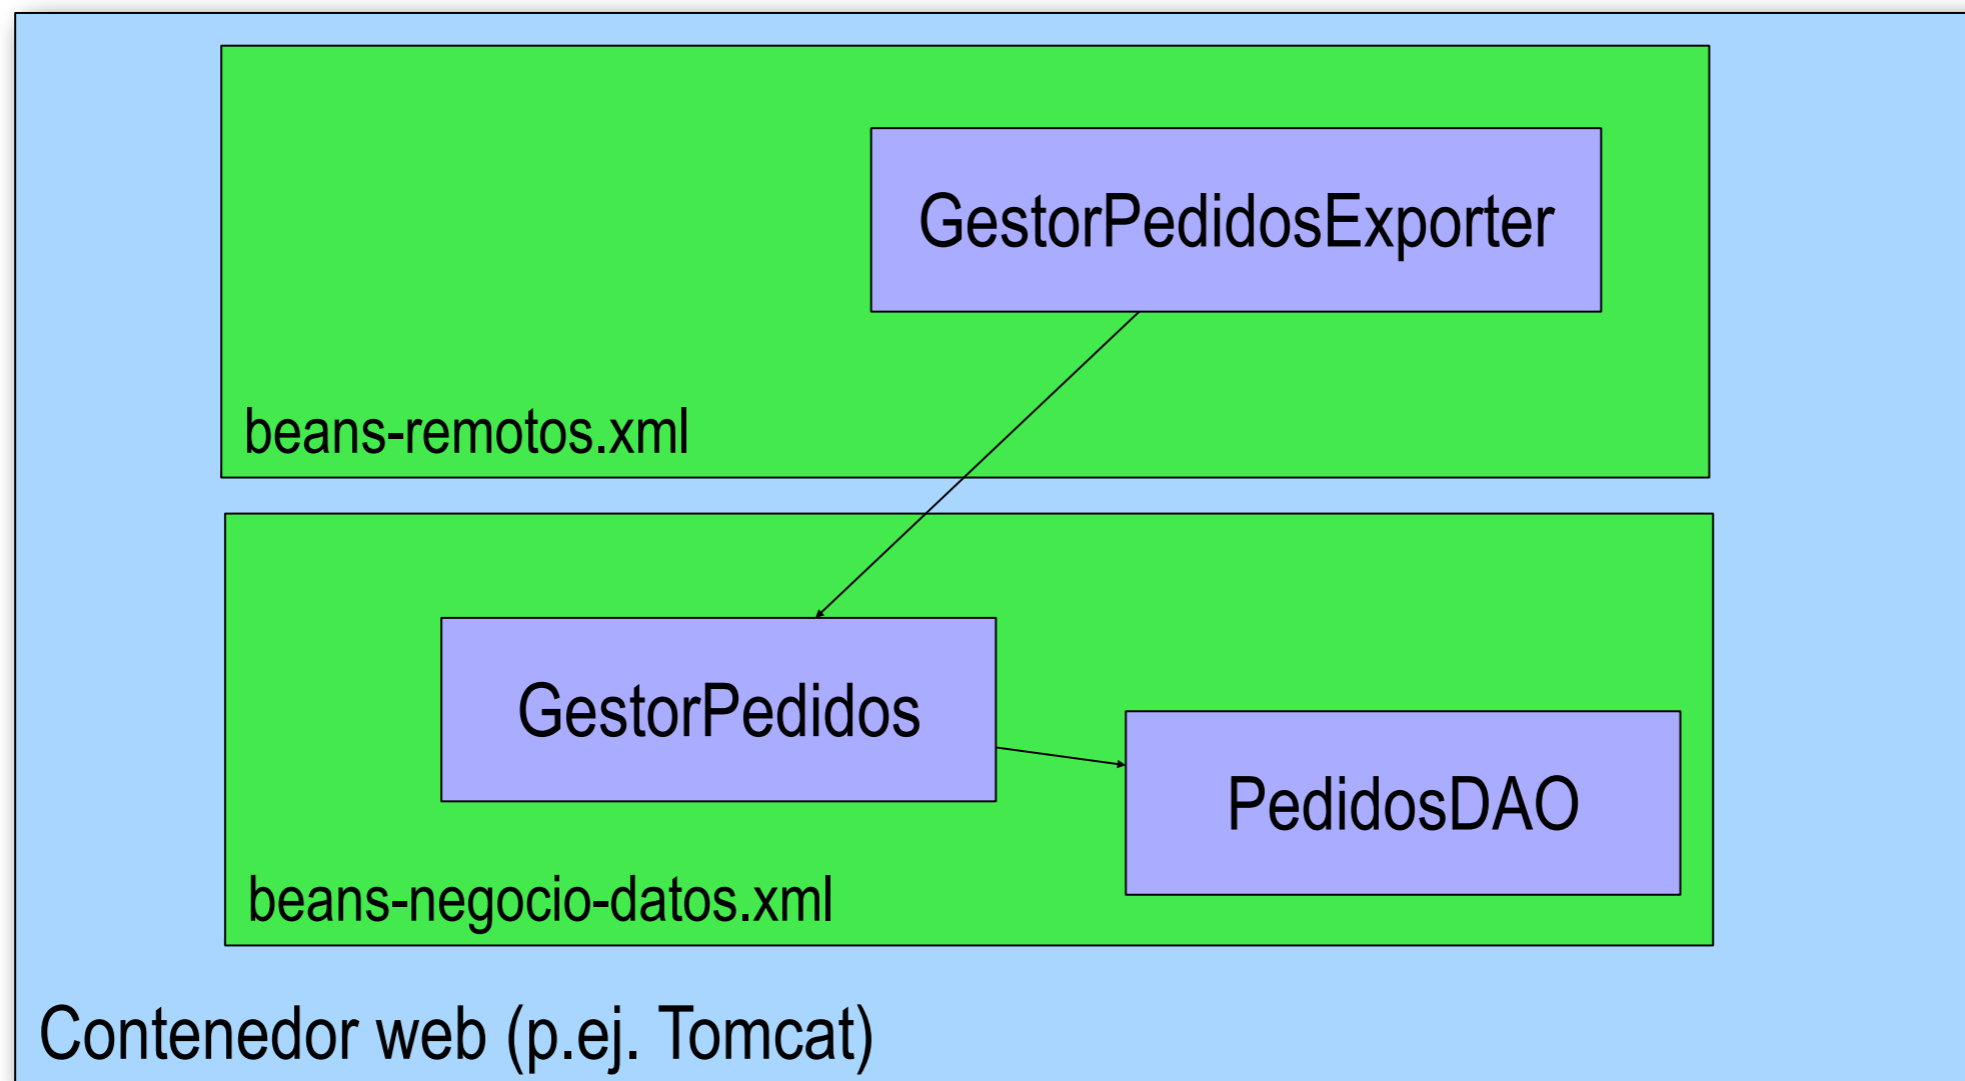 GestorPedidosExporter
beans-remotos.xml
GestorPedidos
PedidosDAO
beans-negocio-datos.xml
Contenedor web (p.ej. Tomcat)